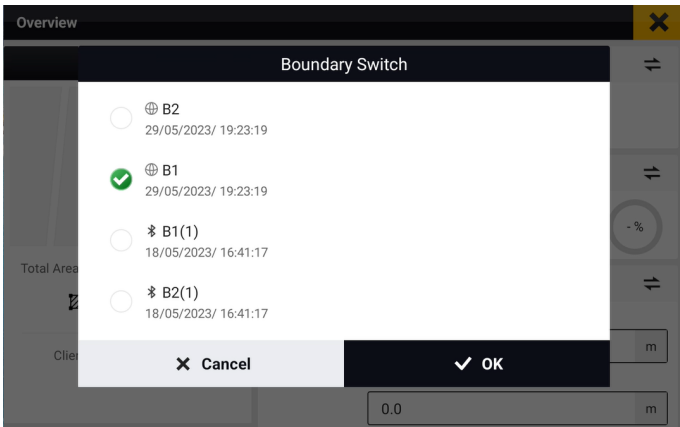 Overview
Boundary Switch
B2
29/05/2023/ 19:23:19
B1
29/05/2023/ 19:23:19
B1(1)
18/05/2023/ 16:41:17
B2(1)
18/05/2023/ 16:41:17
- %
Total Area
Clie
m
Cancel
OK
0.0
m